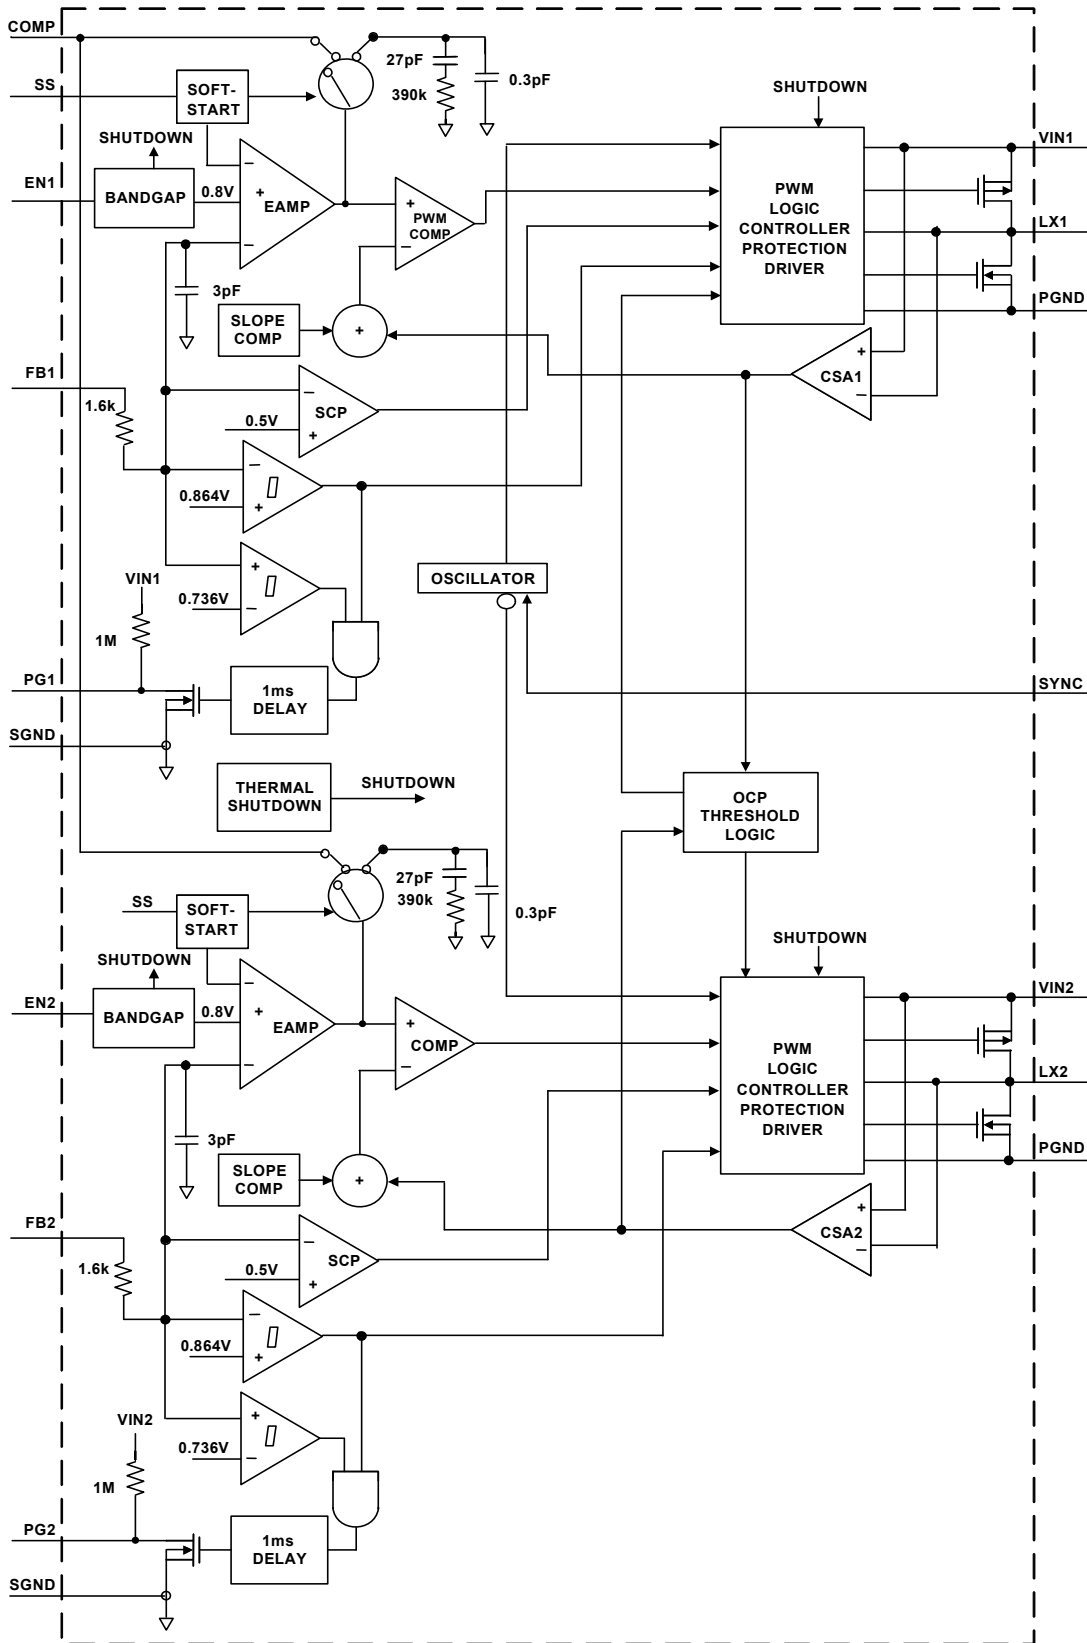 COMP
27pF
0.3pF
390k
SS
SOFT-
START
SHUTDOWN
SHUTDOWN
VIN1
EN1
BANDGAP
0.8V
–
+
EAMP
–
+
PWM
COMP
–
PWM
LOGIC
CONTROLLER
PROTECTION
DRIVER
LX1
3pF
SLOPE
COMP
+
PGND
+
CSA1
–
FB1
1.6k
–
SCP
0.5V
+
–
0.864V
+
VIN1
+
0.736V
–
OSCILLATOR
1M
PG1
1ms
DELAY
SYNC
SGND
THERMAL
SHUTDOWN
SHUTDOWN
OCP
THRESHOLD
LOGIC
27pF
390k
0.3pF
SS
SOFT-
START
SHUTDOWN
SHUTDOWN
VIN2
EN2
BANDGAP
0.8V
–
+
EAMP
–
+
COMP
–
PWM
LOGIC
CONTROLLER
PROTECTION
DRIVER
LX2
3pF
SLOPE
COMP
+
PGND
+
CSA2
–
FB2
1.6k
–
SCP
0.5V
+
–
0.864V
+
VIN2
+
0.736V
–
1M
PG2
1ms
DELAY
SGND